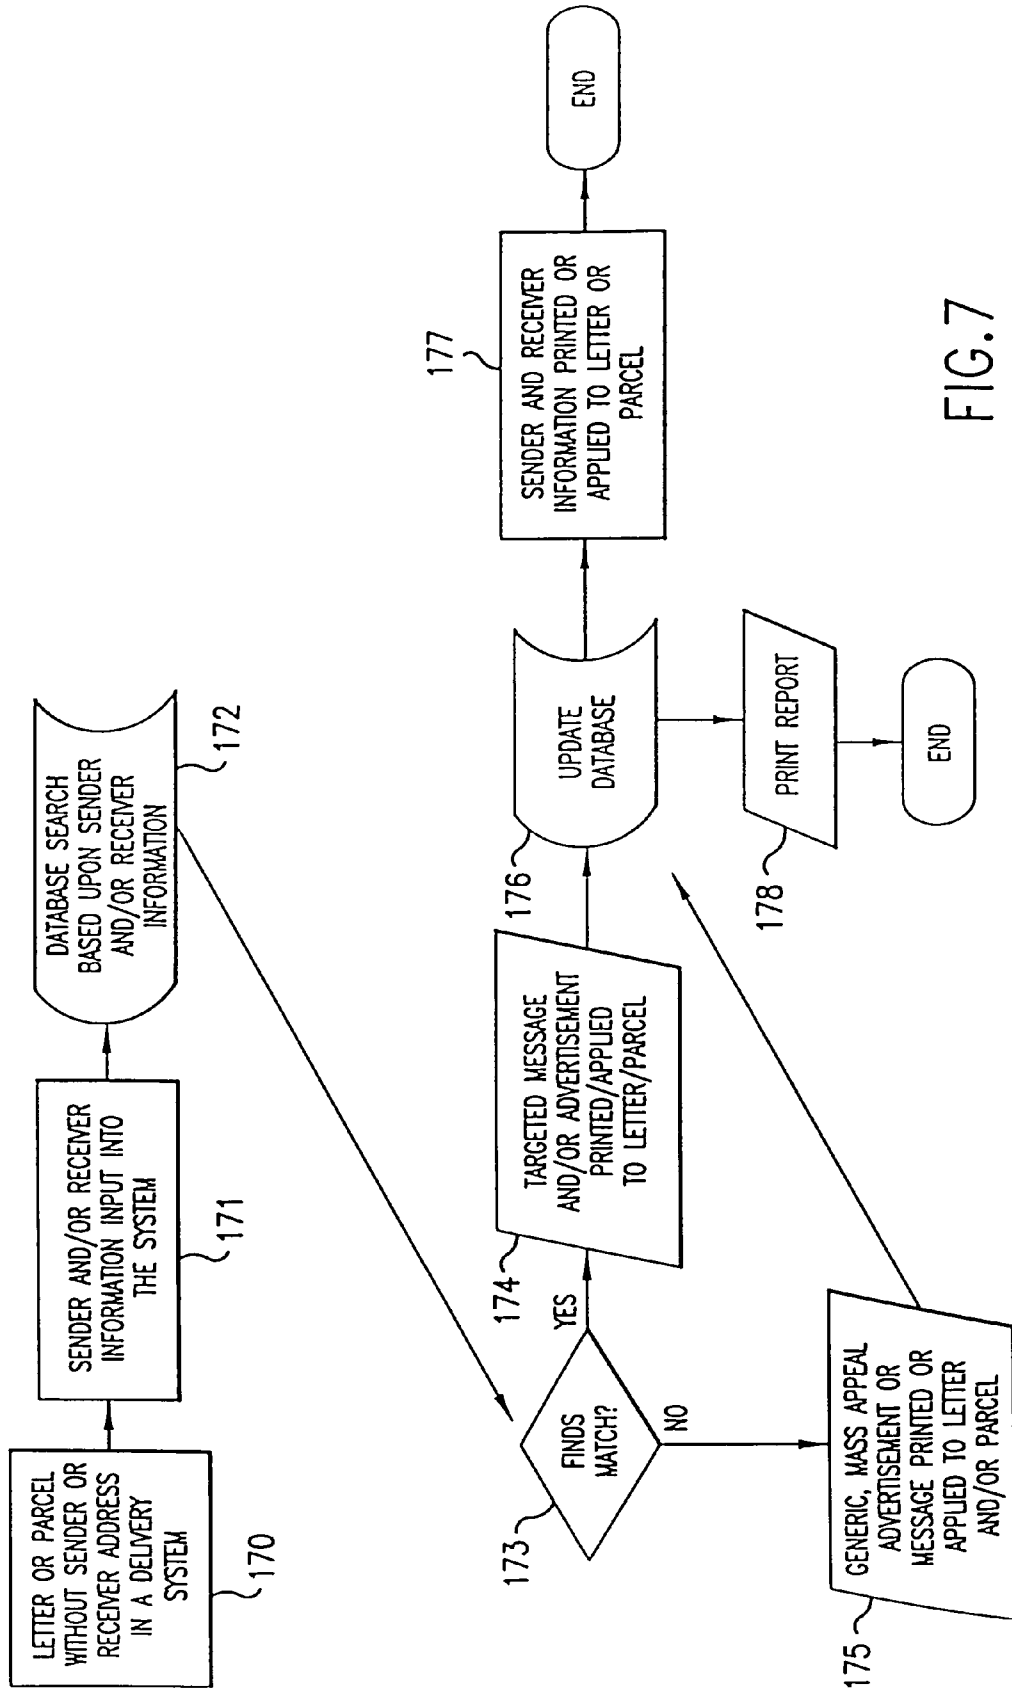 LETTER OR PARCEL
WITHOUT SENDER OR
RECEIVER ADDRESS
IN A DELIVERY
SYSTEM
170
SENDER AND/OR RECEIVER
INFORMATION INPUT INTO
THE SYSTEM
171
DATABASE SEARCH
BASED UPON SENDER
AND/OR RECEIVER
INFORMATION
172
FINDS
MATCH?
173
YES
NO
TARGETED MESSAGE
AND/OR ADVERTISEMENT
PRINTED/APPLIED
TO LETTER/PARCEL
174
GENERIC, MASS APPEAL
ADVERTISEMENT OR
MESSAGE PRINTED OR
APPLIED TO LETTER
AND/OR PARCEL
175
UPDATE
DATABASE
176
SENDER AND RECEIVER
INFORMATION PRINTED OR
APPLIED TO LETTER OR
PARCEL
177
END
PRINT REPORT
178
END
FIG.7